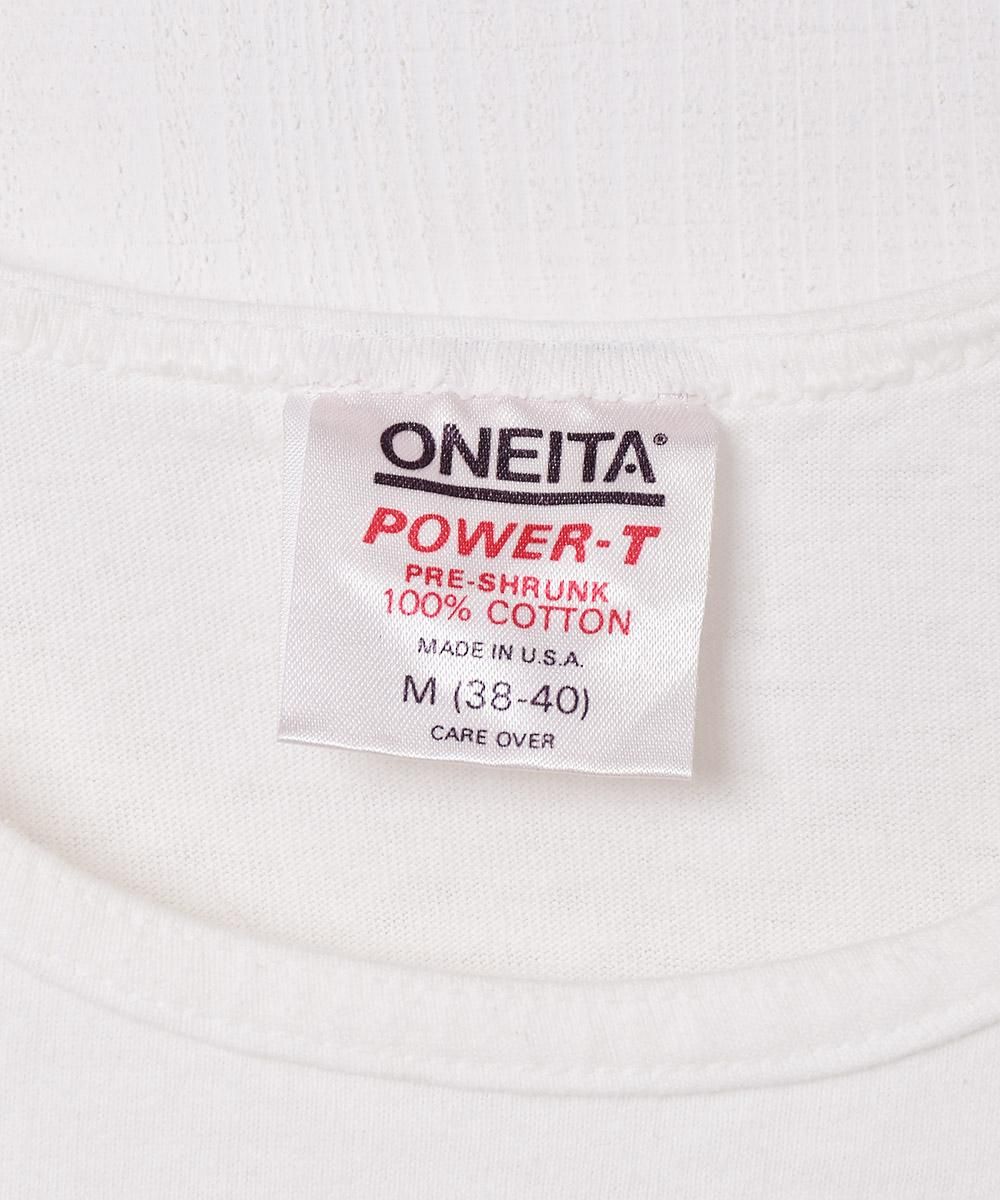 ONEITA®
POWER-T
PRE-SHRUNK
100% COTTON
MADE IN U.S.A.
M (38-40)
CARE OVER